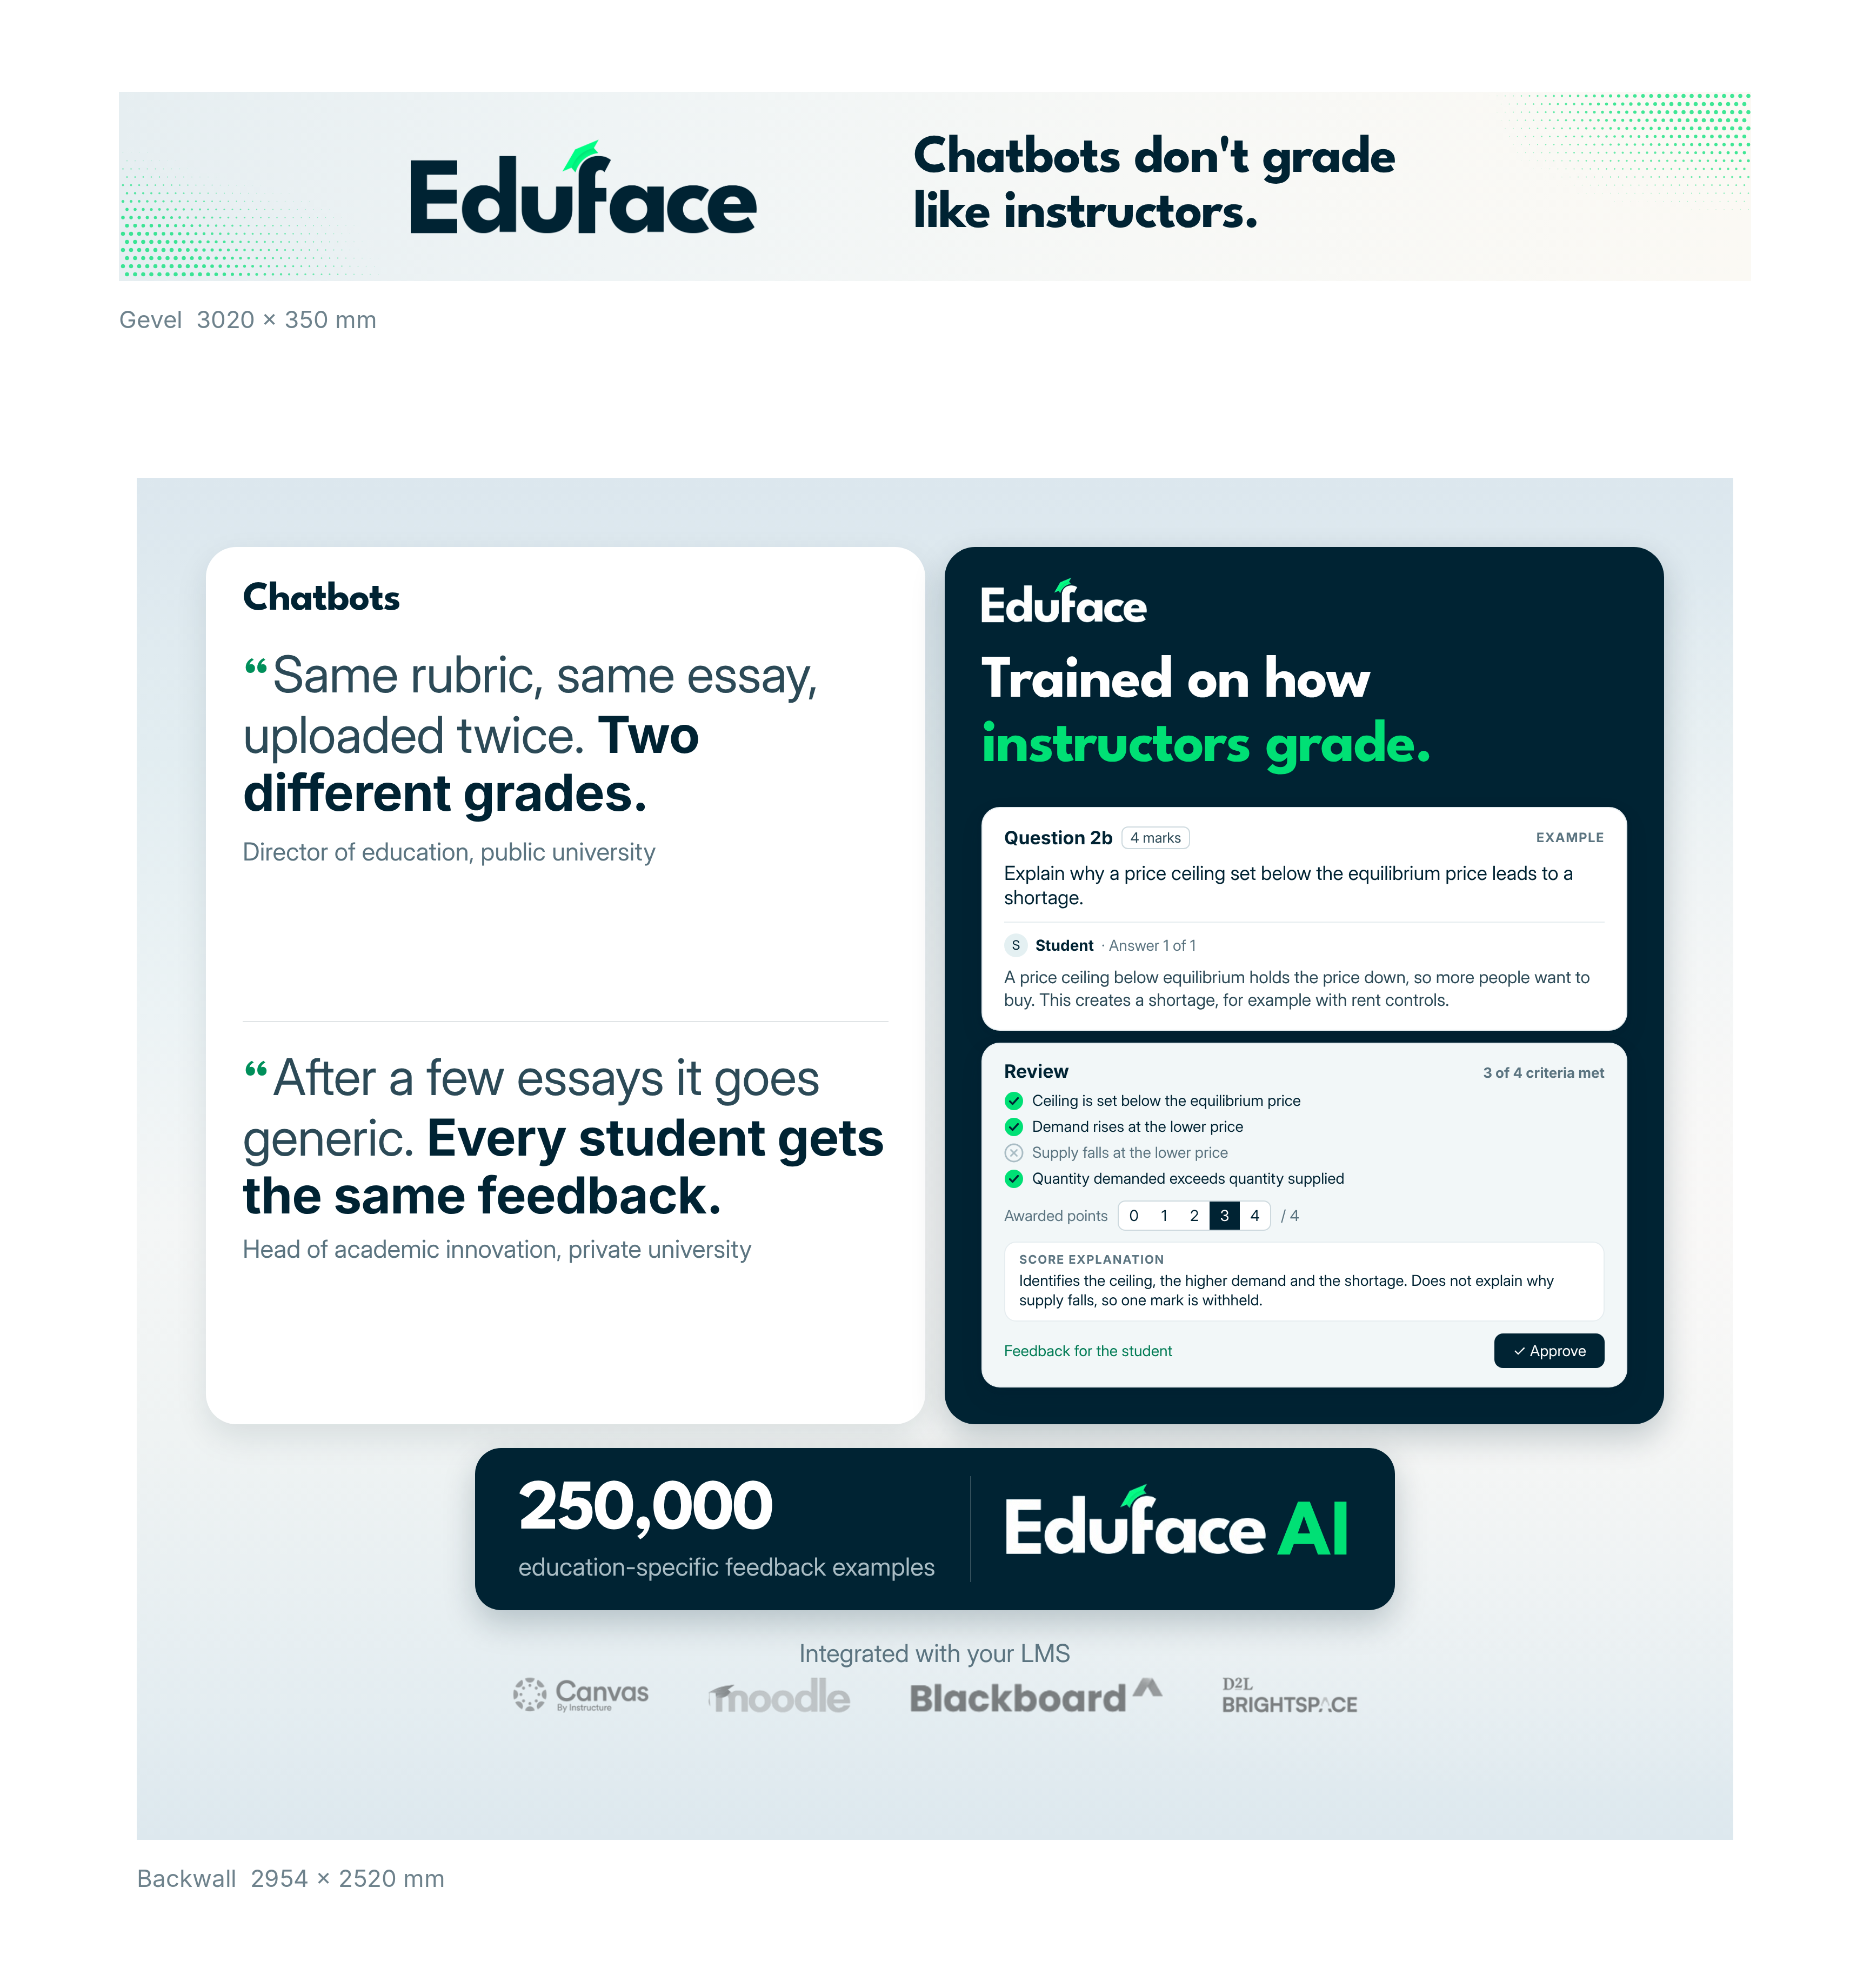 Eduface
Chatbots don't grade
like instructors.
Gevel 3020 × 350 mm
Chatbots
“Same rubric, same essay,
uploaded twice. Two
different grades.
Director of education, public university
“After a few essays it goes
generic. Every student gets
the same feedback.
Head of academic innovation, private university
Eduface
Trained on how
instructors grade.
Question 2b 4 marks EXAMPLE
Explain why a price ceiling set below the equilibrium price leads to a
shortage.
S Student · Answer 1 of 1
A price ceiling below equilibrium holds the price down, so more people want to
buy. This creates a shortage, for example with rent controls.
Review 3 of 4 criteria met
Ceiling is set below the equilibrium price
Demand rises at the lower price
Supply falls at the lower price
Quantity demanded exceeds quantity supplied
Awarded points 0 1 2 3 4 / 4
SCORE EXPLANATION
Identifies the ceiling, the higher demand and the shortage. Does not explain why
supply falls, so one mark is withheld.
Feedback for the student ✓ Approve
250,000
education-specific feedback examples
Eduface AI
Integrated with your LMS
Canvas
By Instructure
moodle
Blackboard
D2L
BRIGHTSPACE
Backwall 2954 × 2520 mm